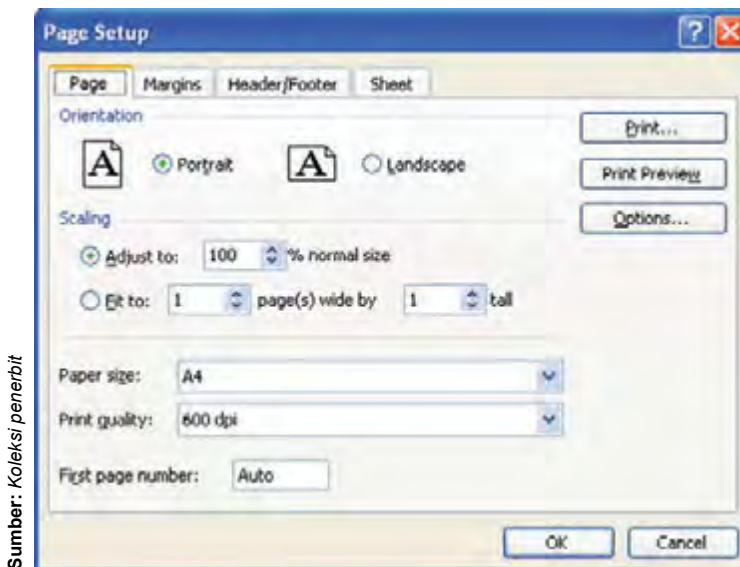 Page Setup
Page Margins Header/Footer Sheet
Orientation
A Portrait A Landscape
Print...
Print Preview
Options...
Scaling
Adjust to: 100 % normal size
Fit to: 1 page(s) wide by 1 tall
Paper size: A4
Print quality: 600 dpi
First page number: Auto
OK Cancel
Sumber: Koleksi penerbit